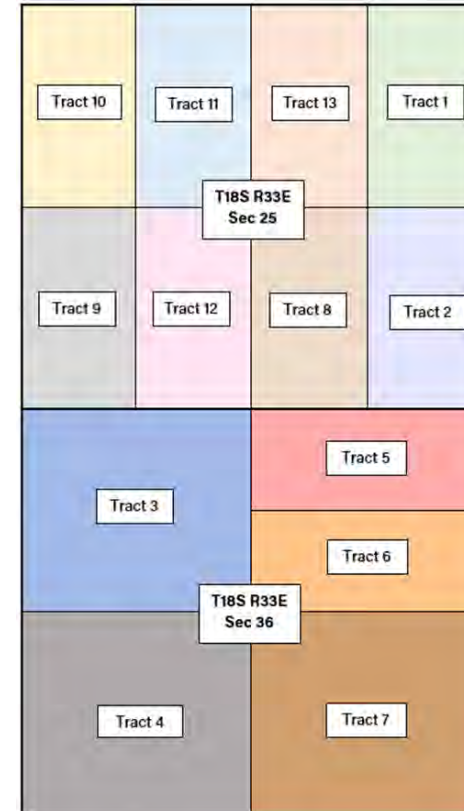 Tract 10
Tract 11
Tract 13
Tract 1
T18S R33E
Sec 25
Tract 9
Tract 12
Tract 8
Tract 2
Tract 5
Tract 3
Tract 6
T18S R33E
Sec 36
Tract 4
Tract 7